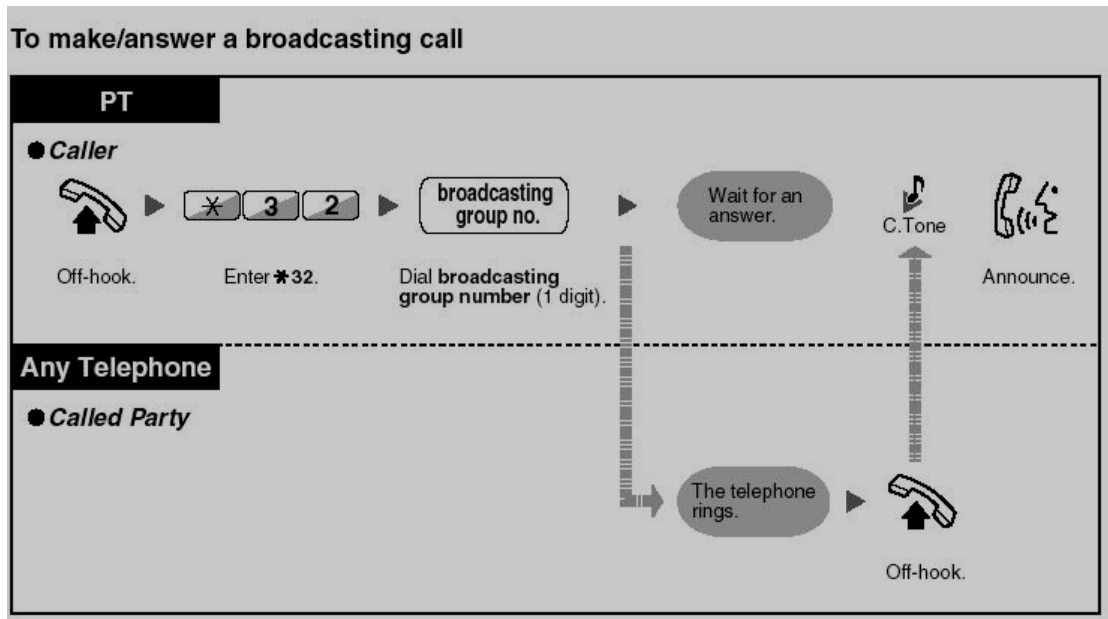 To make/answer a broadcasting call
PT
● Caller
✳ 3 2
broadcasting
group no.
Wait for an
answer.
C.Tone
Off-hook.
Enter ✳32.
Dial broadcasting
group number (1 digit).
Announce.
Any Telephone
● Called Party
The telephone
rings.
Off-hook.